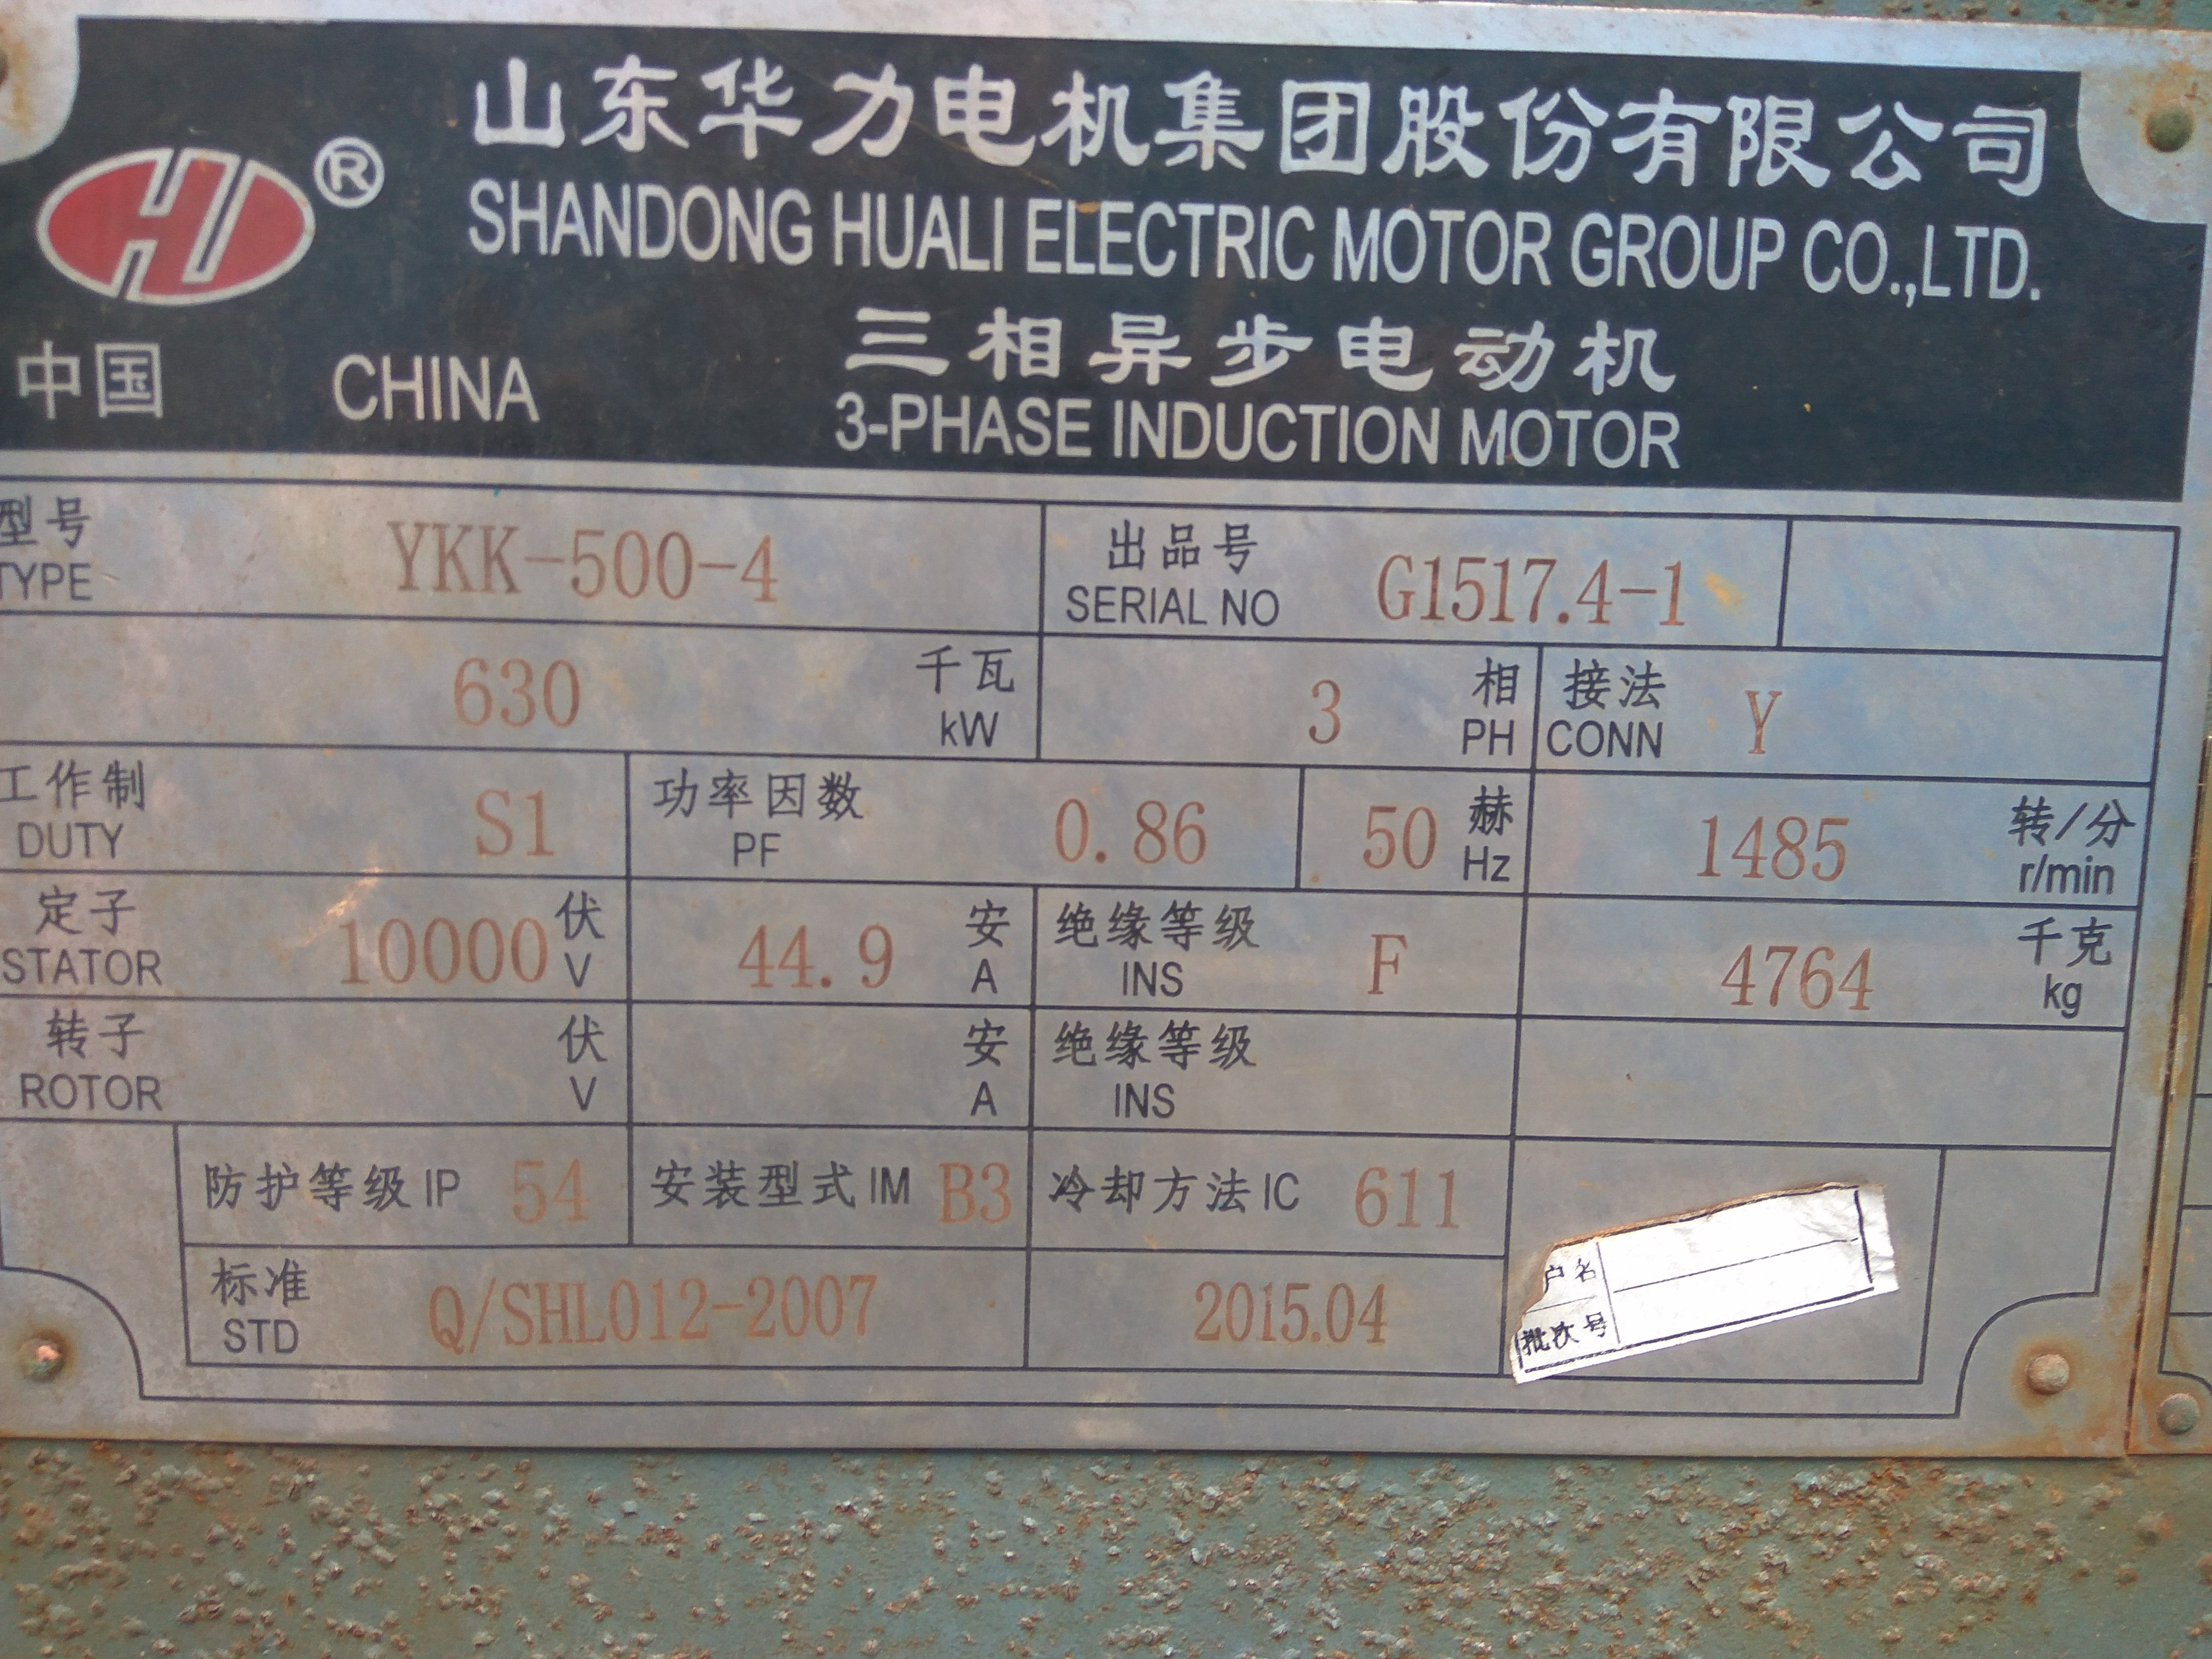 山东华力电机集团股份有限公司
®
SHANDONG HUALI ELECTRIC MOTOR GROUP CO.,LTD.
三相异步电动机
中国 CHINA
3-PHASE INDUCTION MOTOR
型号 YKK-500-4 出品号 G1517.4-1
TYPE SERIAL NO
630 千瓦 3 相 接法 Y
kW PH CONN
工作制 S1 功率因数 0.86 50 赫 1485 转/分
DUTY PF Hz r/min
定子 10000 伏 44.9 安 绝缘等级 F 4764 千克
STATOR V A INS kg
转子 伏 安 绝缘等级
ROTOR V A INS
防护等级 IP 54 安装型式 IM B3 冷却方法 IC 611
标准 Q/SHL012-2007 2015.04
STD
户名
批次号